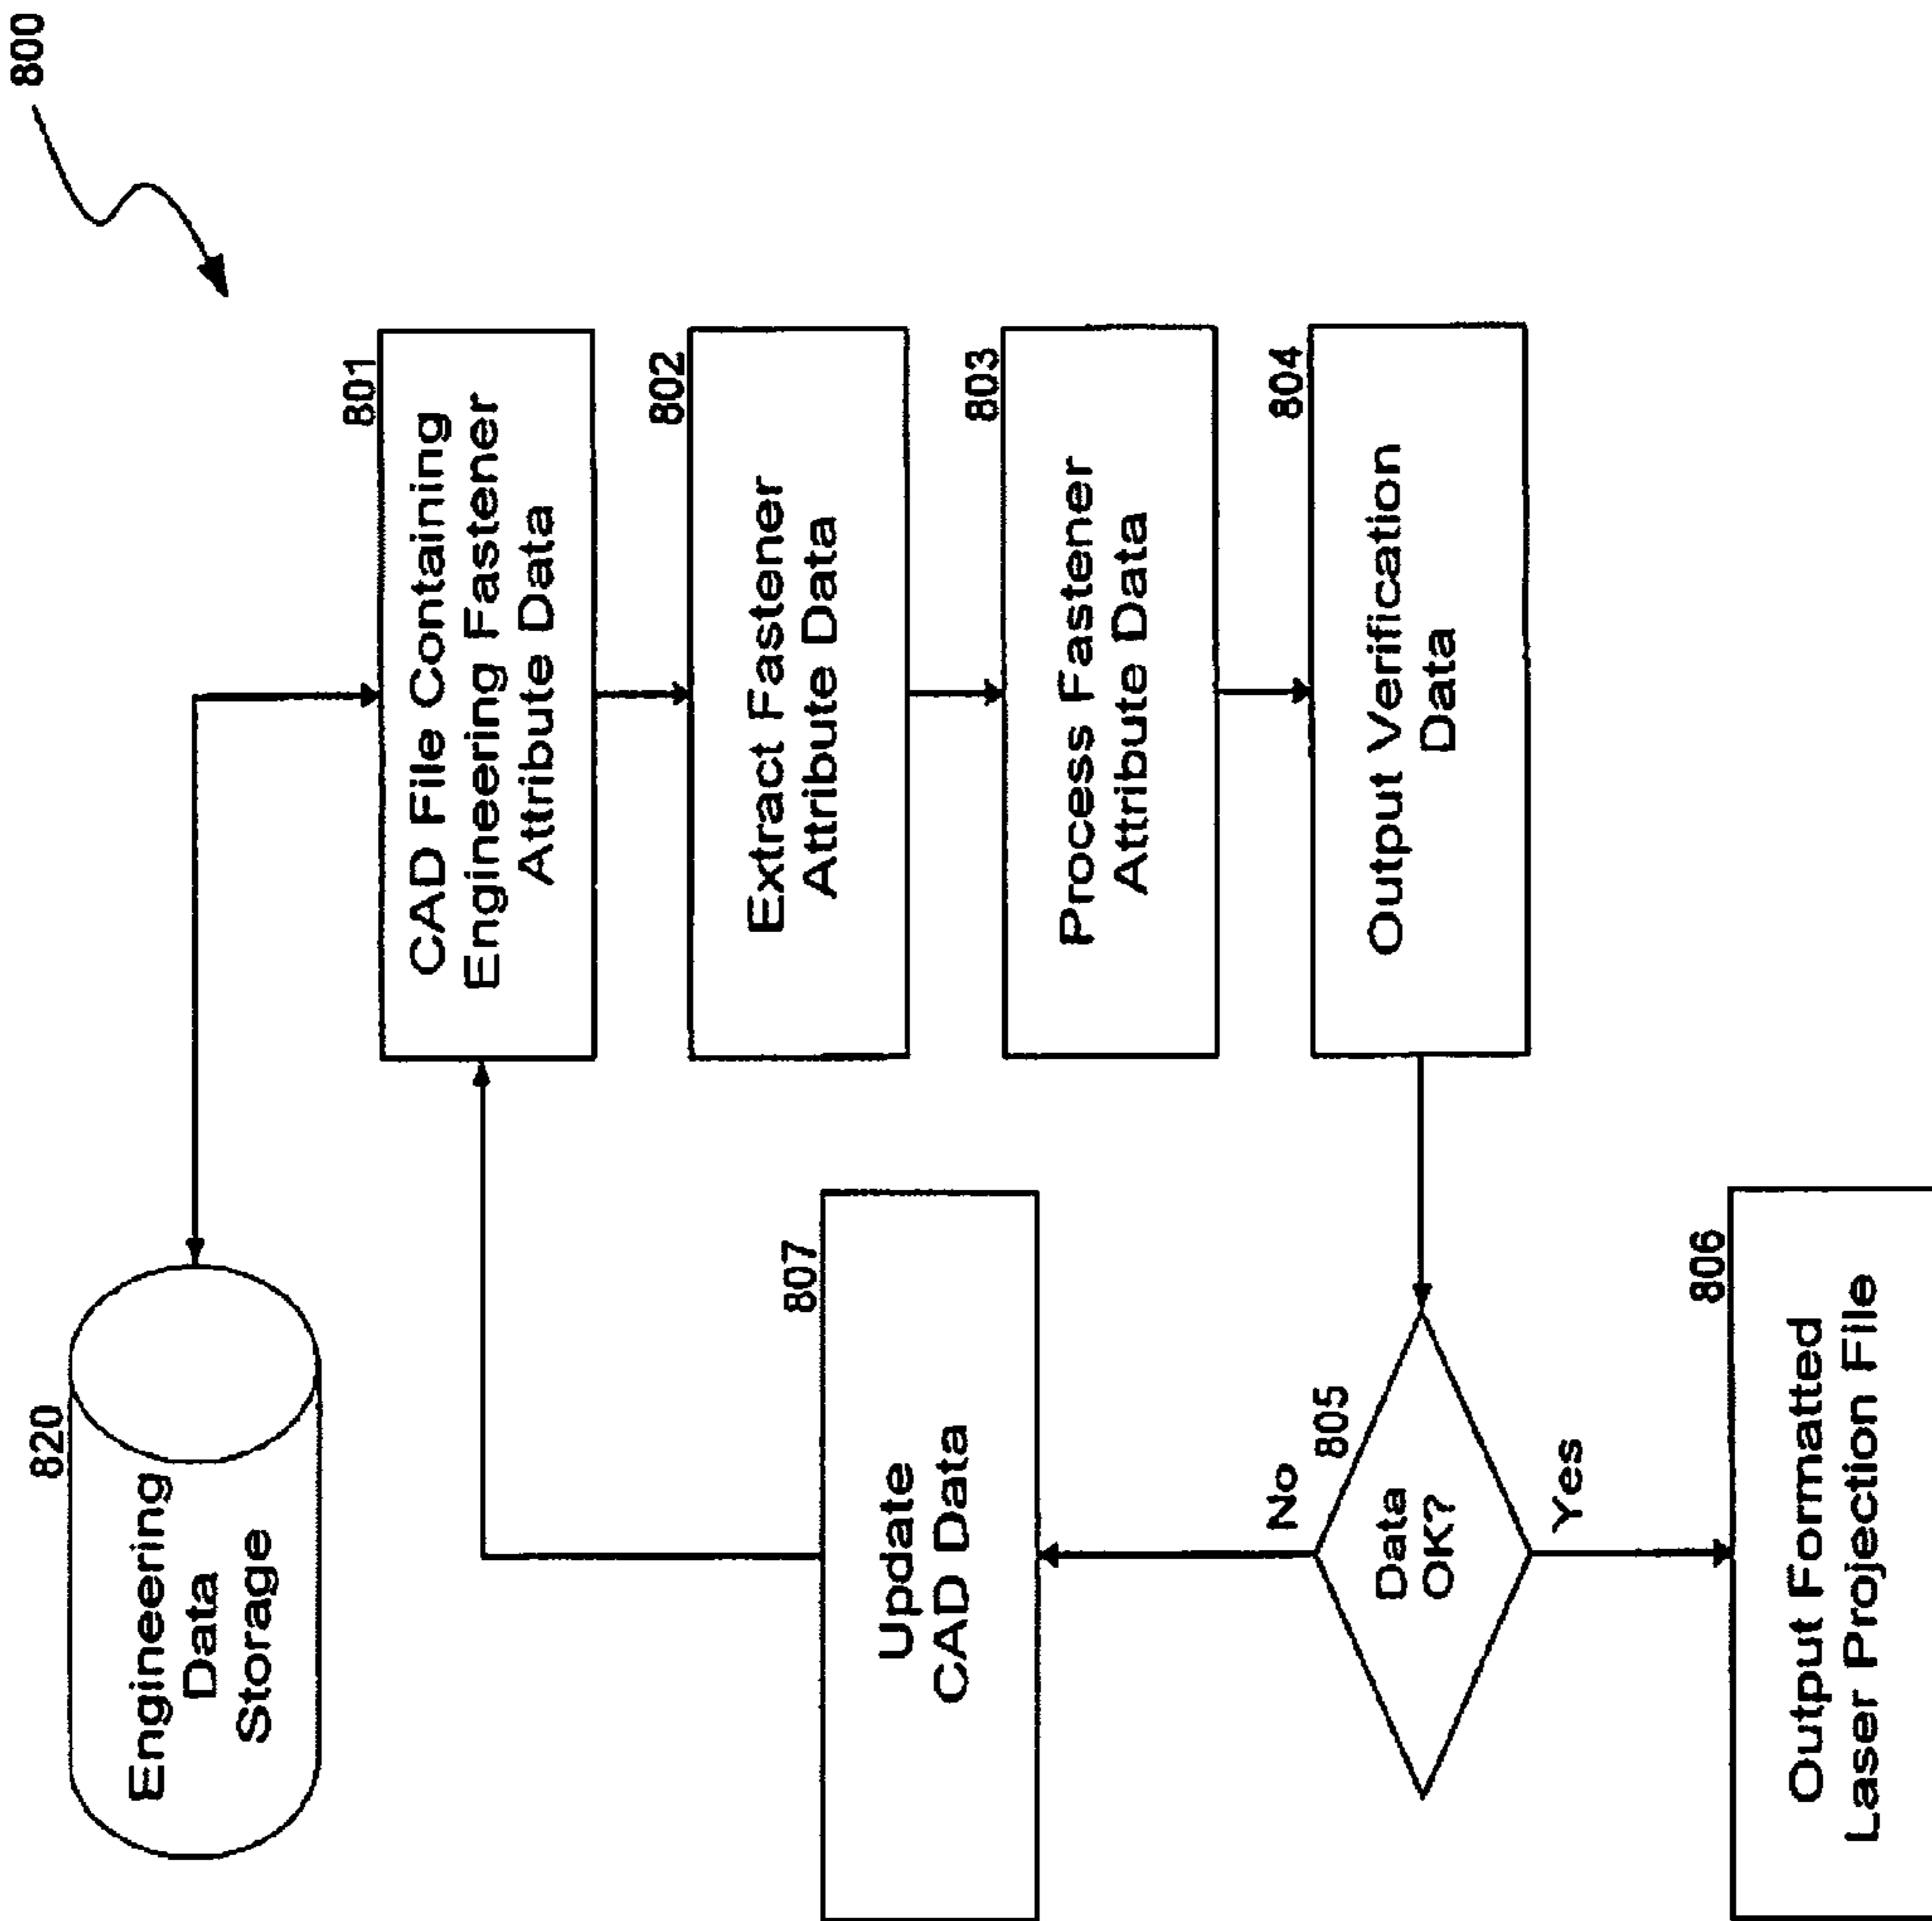 800
820
Engineering
Data
Storage
801
CAD File Containing
Engineering Fastener
Attribute Data
802
Extract Fastener
Attribute Data
803
Process Fastener
Attribute Data
804
Output Verification
Data
805
Data
OK?
No
Yes
807
Update
CAD Data
806
Output Formatted
Laser Projection File